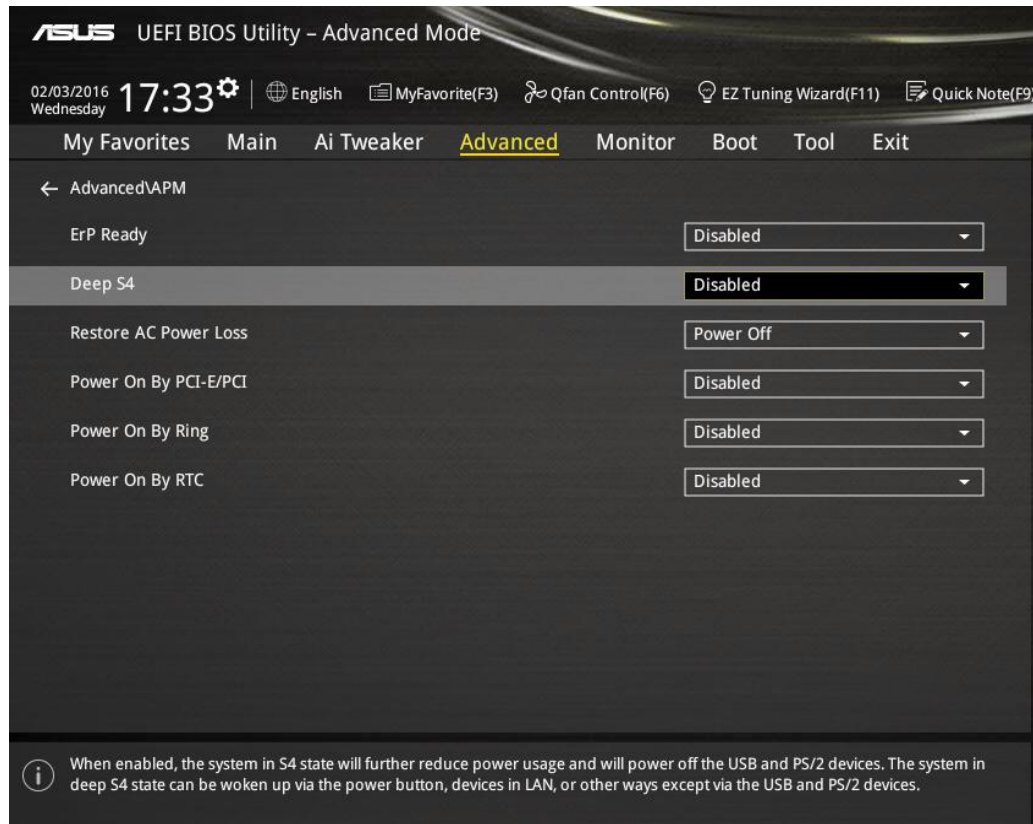 ASUS UEFI BIOS Utility – Advanced Mode
02/03/2016
Wednesday
17:33
English
MyFavorite(F3)
Qfan Control(F6)
EZ Tuning Wizard(F11)
Quick Note(F9
My Favorites Main Ai Tweaker Advanced Monitor Boot Tool Exit
← Advanced\APM
ErP Ready Disabled
Deep S4 Disabled
Restore AC Power Loss Power Off
Power On By PCI-E/PCI Disabled
Power On By Ring Disabled
Power On By RTC Disabled
When enabled, the system in S4 state will further reduce power usage and will power off the USB and PS/2 devices. The system in
deep S4 state can be woken up via the power button, devices in LAN, or other ways except via the USB and PS/2 devices.